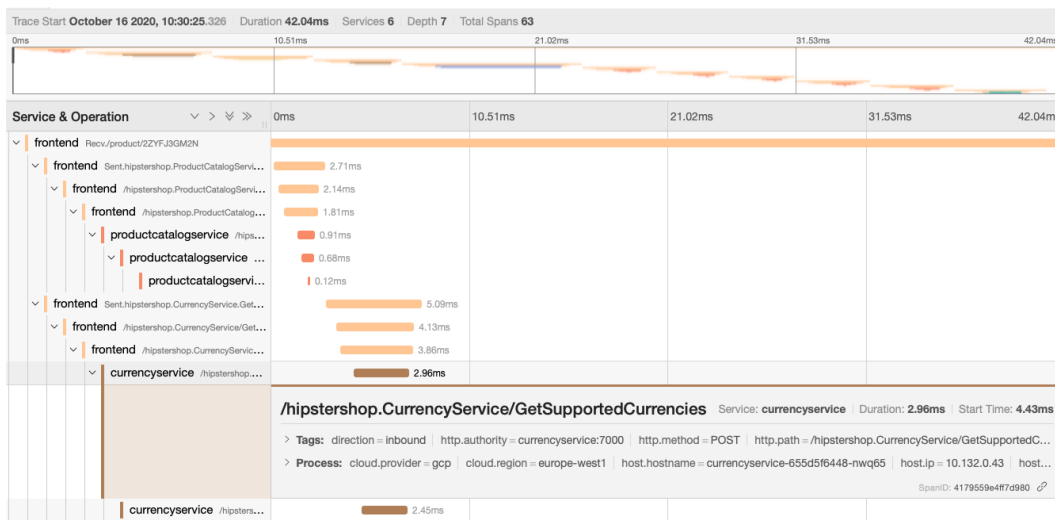 Trace Start October 16 2020, 10:30:25.326 Duration 42.04ms Services 6 Depth 7 Total Spans 63
0ms 10.51ms 21.02ms 31.53ms 42.04ms
Service & Operation 0ms 10.51ms 21.02ms 31.53ms 42.04m
frontend Recv./product/2ZYFJ3GM2N
frontend Sent.hipstershop.ProductCatalogServi... 2.71ms
frontend /hipstershop.ProductCatalogServi... 2.14ms
frontend /hipstershop.ProductCatalog... 1.81ms
productcatalogservice /hips... 0.91ms
productcatalogservice ... 0.68ms
productcatalogservi... 0.12ms
frontend Sent.hipstershop.CurrencyService.Get... 5.09ms
frontend /hipstershop.CurrencyService/Get... 4.13ms
frontend /hipstershop.CurrencyServic... 3.86ms
currencyservice /hipstershop.... 2.96ms
/hipstershop.CurrencyService/GetSupportedCurrencies Service: currencyservice Duration: 2.96ms Start Time: 4.43ms
Tags: direction = inbound http.authority = currencyservice:7000 http.method = POST http.path = /hipstershop.CurrencyService/GetSupportedC...
Process: cloud.provider = gcp cloud.region = europe-west1 host.hostname = currencyservice-655d5f6448-nwq65 host.ip = 10.132.0.43 host...
SpanID: 4179559e4ff7d980
currencyservice /hipsters... 2.45ms